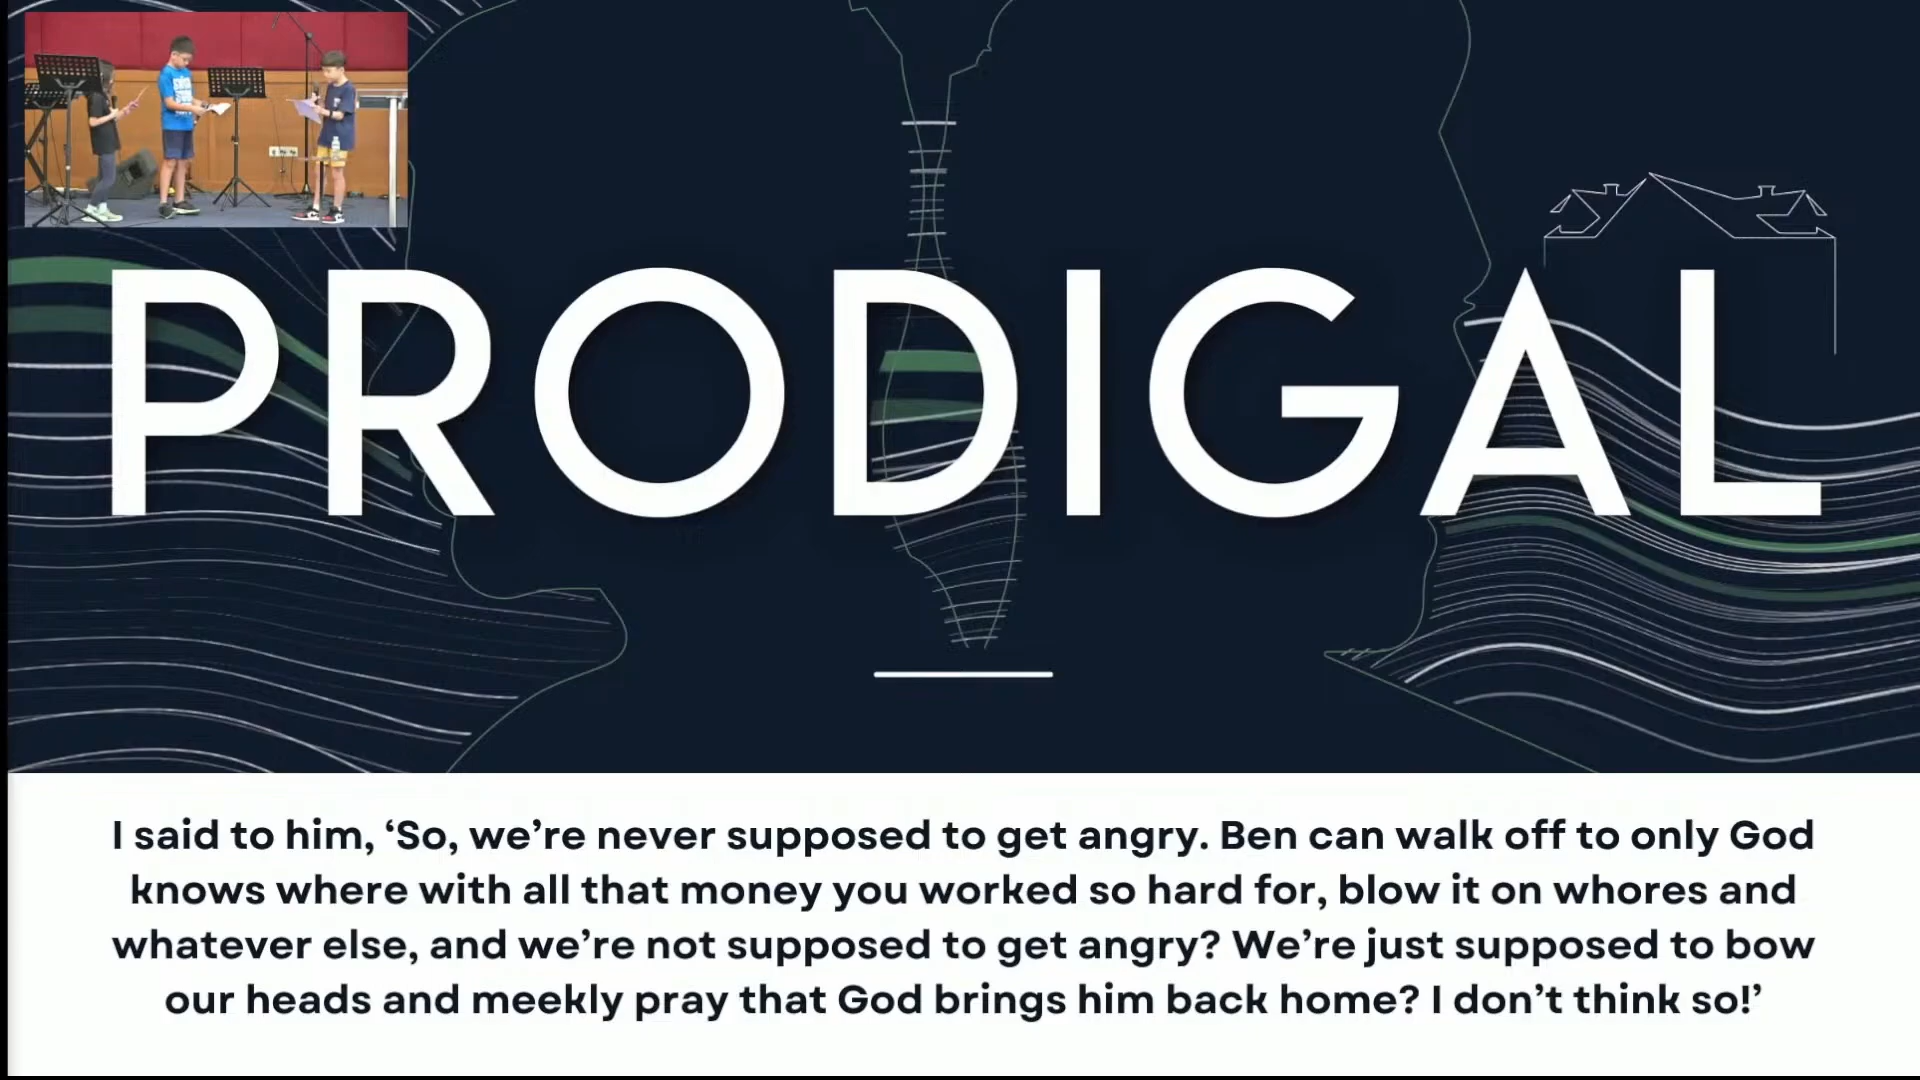 PRODIGAL
I said to him, ‘So, we’re never supposed to get angry. Ben can walk off to only God
knows where with all that money you worked so hard for, blow it on whores and
whatever else, and we’re not supposed to get angry? We’re just supposed to bow
our heads and meekly pray that God brings him back home? I don’t think so!’